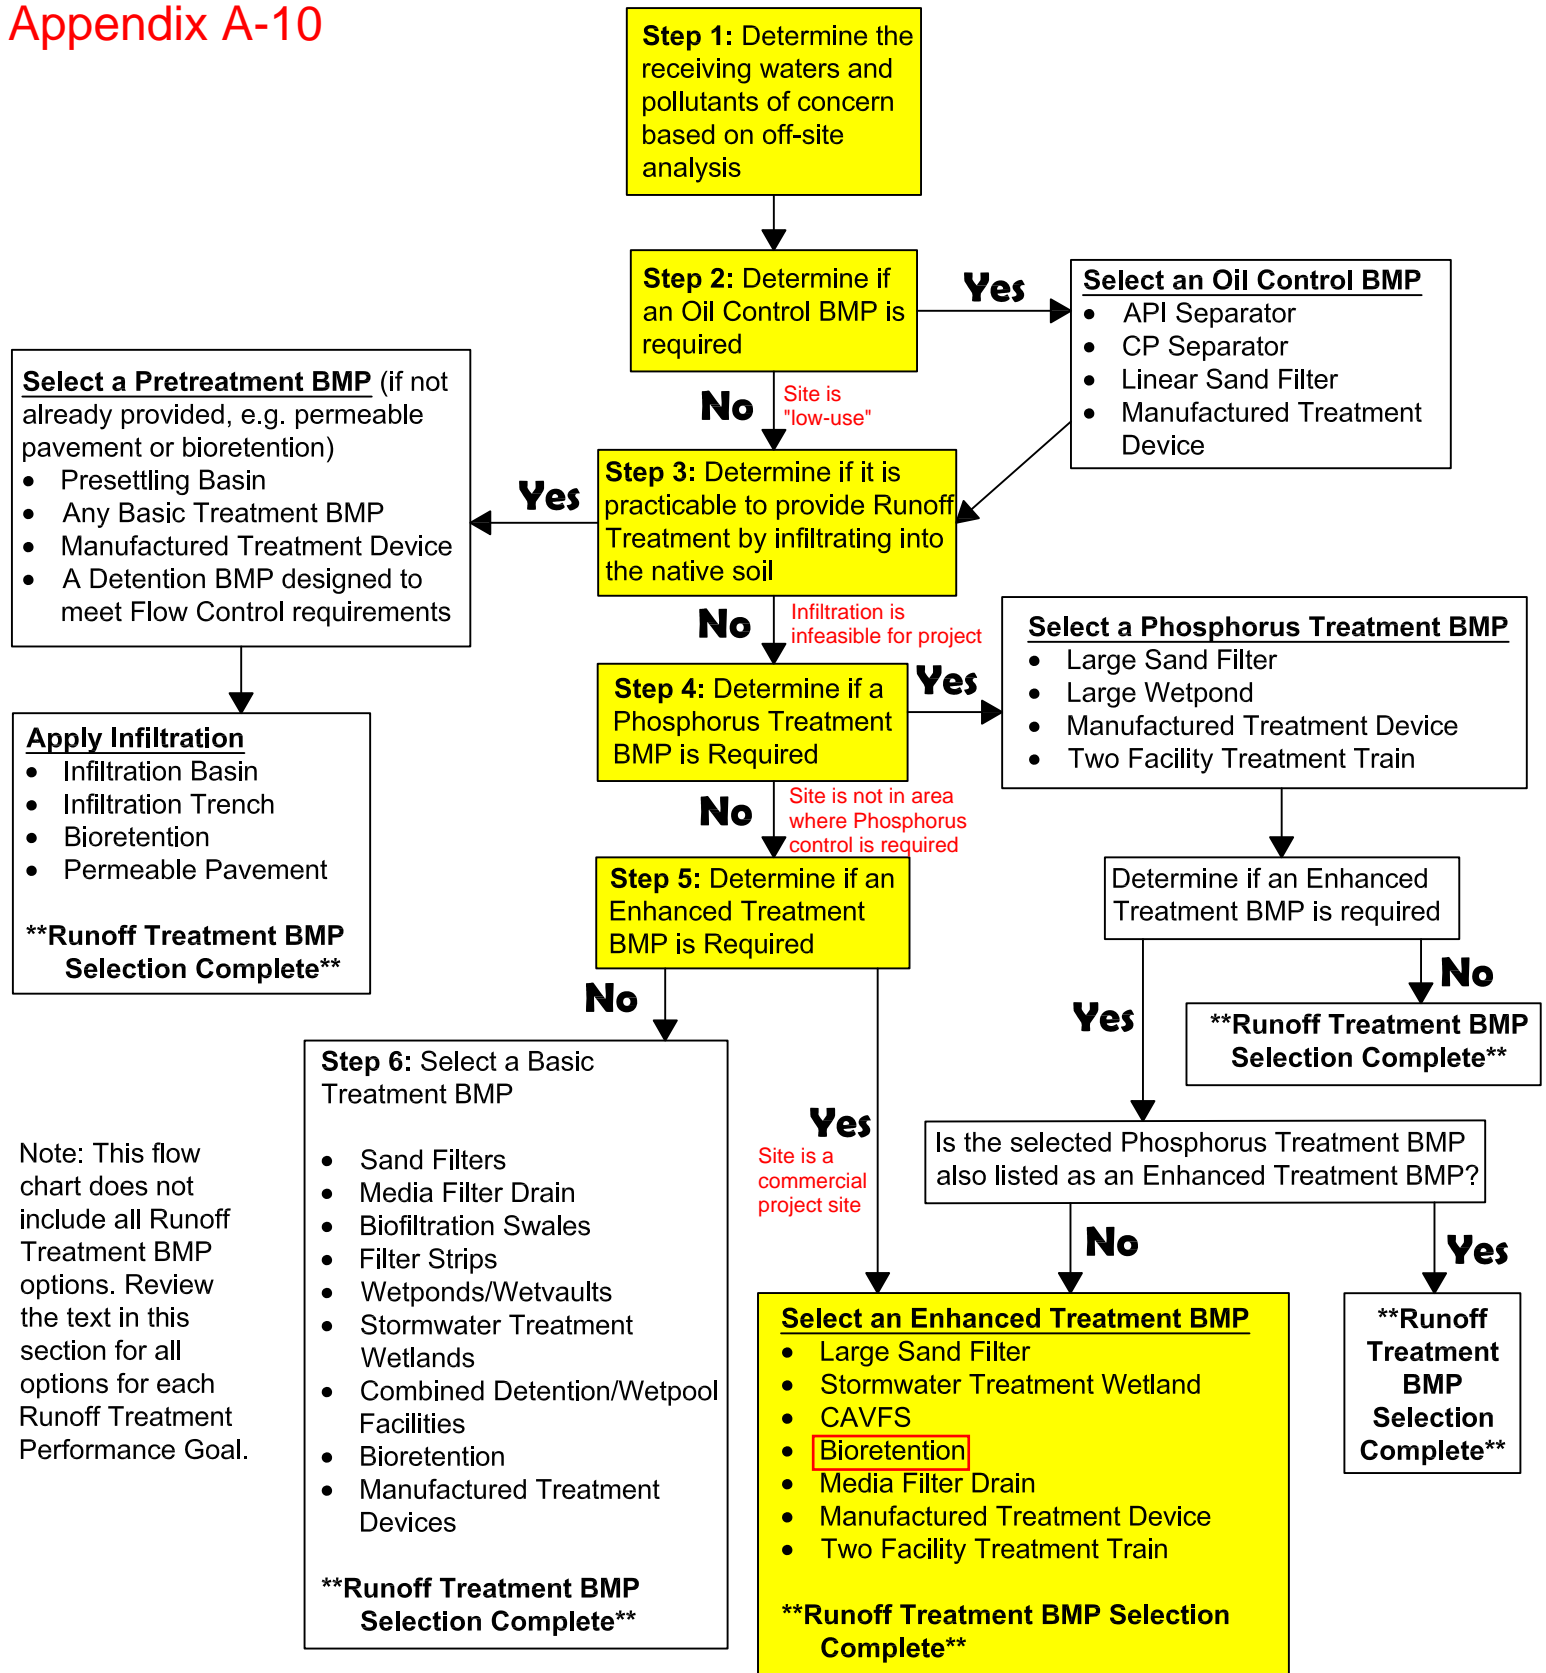 Appendix A-10
Step 1: Determine the
receiving waters and
pollutants of concern
based on off-site
analysis
Step 2: Determine if
an Oil Control BMP is
required
Yes
Select an Oil Control BMP
• API Separator
• CP Separator
• Linear Sand Filter
• Manufactured Treatment
Device
No
Site is
"low-use"
Step 3: Determine if it is
practicable to provide Runoff
Treatment by infiltrating into
the native soil
Yes
Select a Pretreatment BMP (if not
already provided, e.g. permeable
pavement or bioretention)
• Presettling Basin
• Any Basic Treatment BMP
• Manufactured Treatment Device
• A Detention BMP designed to
meet Flow Control requirements
Apply Infiltration
• Infiltration Basin
• Infiltration Trench
• Bioretention
• Permeable Pavement
**Runoff Treatment BMP
Selection Complete**
No
Infiltration is
infeasible for project
Step 4: Determine if a
Phosphorus Treatment
BMP is Required
Yes
Select a Phosphorus Treatment BMP
• Large Sand Filter
• Large Wetpond
• Manufactured Treatment Device
• Two Facility Treatment Train
No
Site is not in area
where Phosphorus
control is required
Step 5: Determine if an
Enhanced Treatment
BMP is Required
Determine if an Enhanced
Treatment BMP is required
No
**Runoff Treatment BMP
Selection Complete**
Yes
Is the selected Phosphorus Treatment BMP
also listed as an Enhanced Treatment BMP?
No
Yes
**Runoff
Treatment
BMP
Selection
Complete**
No
Step 6: Select a Basic
Treatment BMP
• Sand Filters
• Media Filter Drain
• Biofiltration Swales
• Filter Strips
• Wetponds/Wetvaults
• Stormwater Treatment
Wetlands
• Combined Detention/Wetpool
Facilities
• Bioretention
• Manufactured Treatment
Devices
**Runoff Treatment BMP
Selection Complete**
Yes
Site is a
commercial
project site
Select an Enhanced Treatment BMP
• Large Sand Filter
• Stormwater Treatment Wetland
• CAVFS
• Bioretention
• Media Filter Drain
• Manufactured Treatment Device
• Two Facility Treatment Train
**Runoff Treatment BMP Selection
Complete**
Note: This flow
chart does not
include all Runoff
Treatment BMP
options. Review
the text in this
section for all
options for each
Runoff Treatment
Performance Goal.